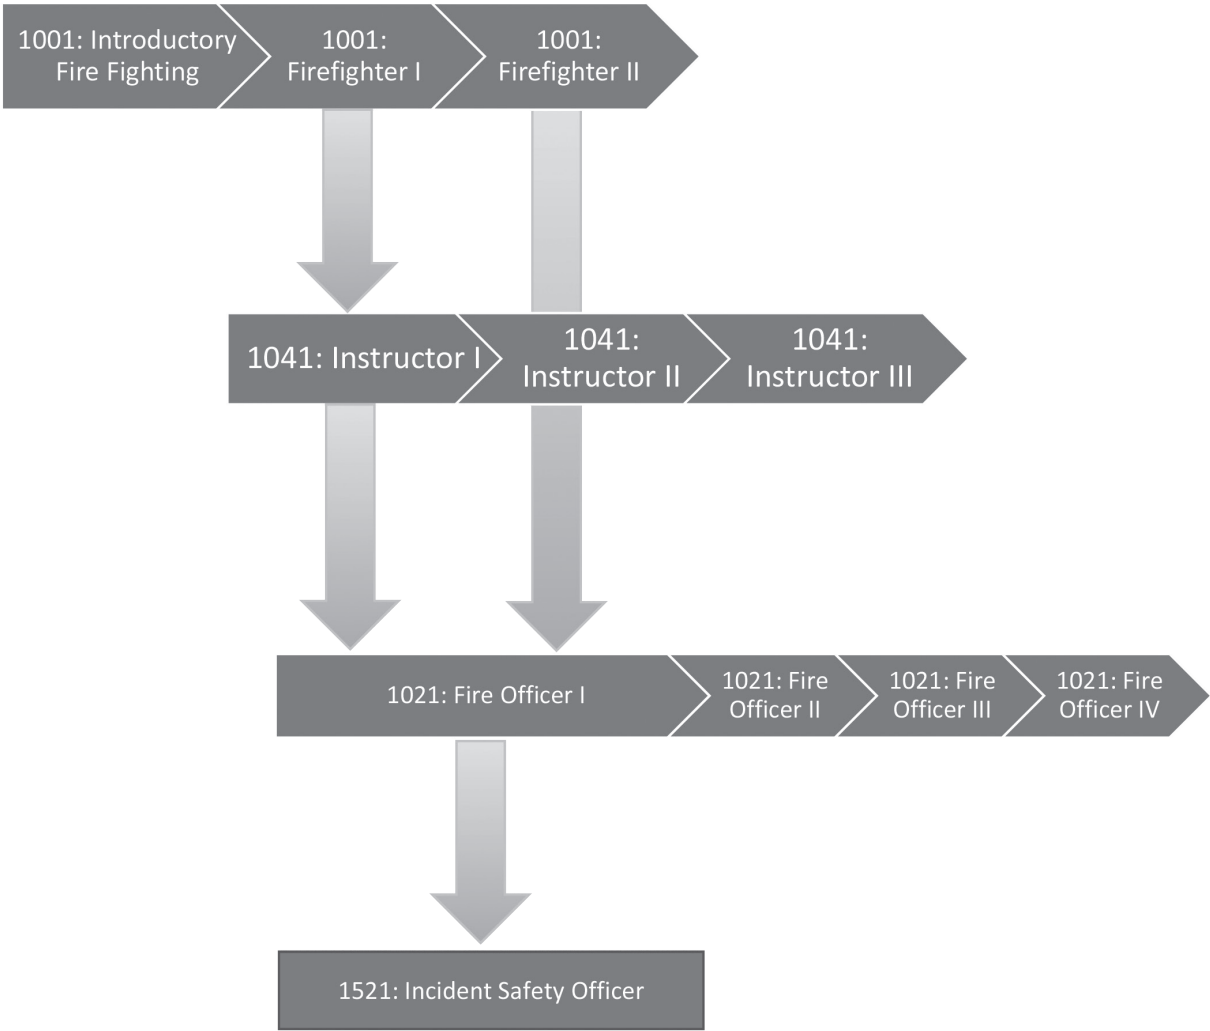 1001: Introductory
Fire Fighting
1001:
Firefighter I
1001:
Firefighter II
1041: Instructor I
1041:
Instructor II
1041:
Instructor III
1021: Fire Officer I
1021: Fire
Officer II
1021: Fire
Officer III
1021: Fire
Officer IV
1521: Incident Safety Officer